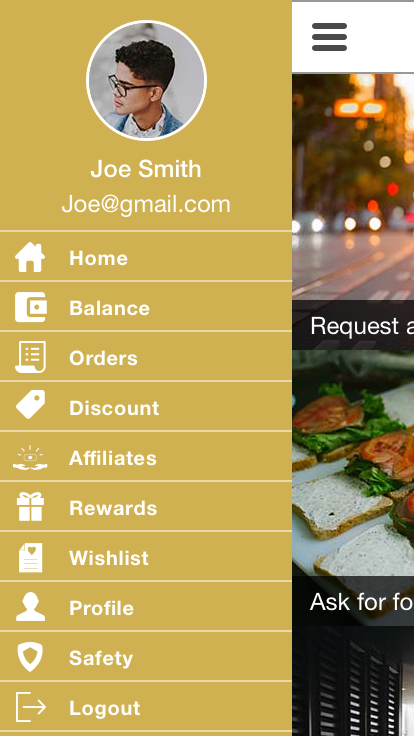 Joe Smith
Joe@gmail.com
Home
Balance
Orders
Discount
Affiliates
Rewards
Wishlist
Profile
Safety
Logout
Request a
Ask for fo